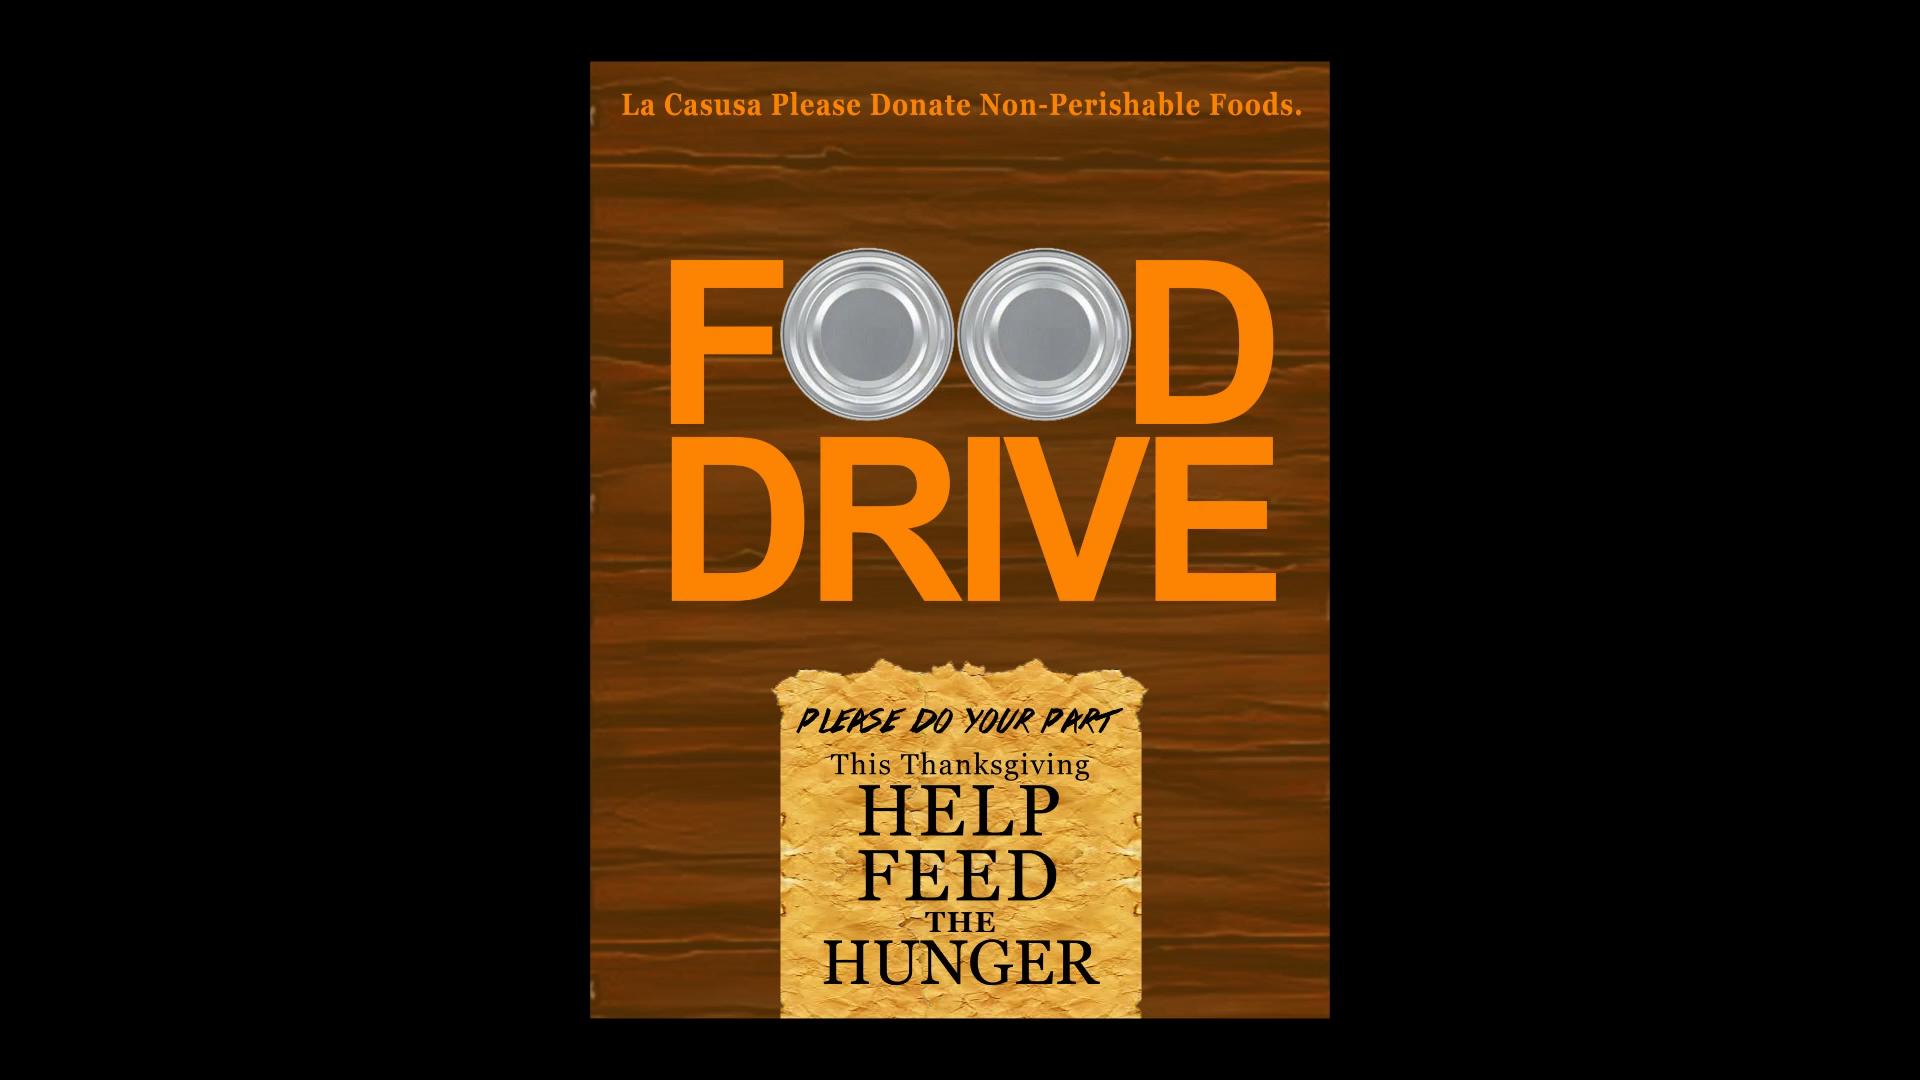 La Casusa Please Donate Non-Perishable Foods.
FOOD
DRIVE
PLEASE DO YOUR PART
This Thanksgiving
HELP
FEED
THE
HUNGER